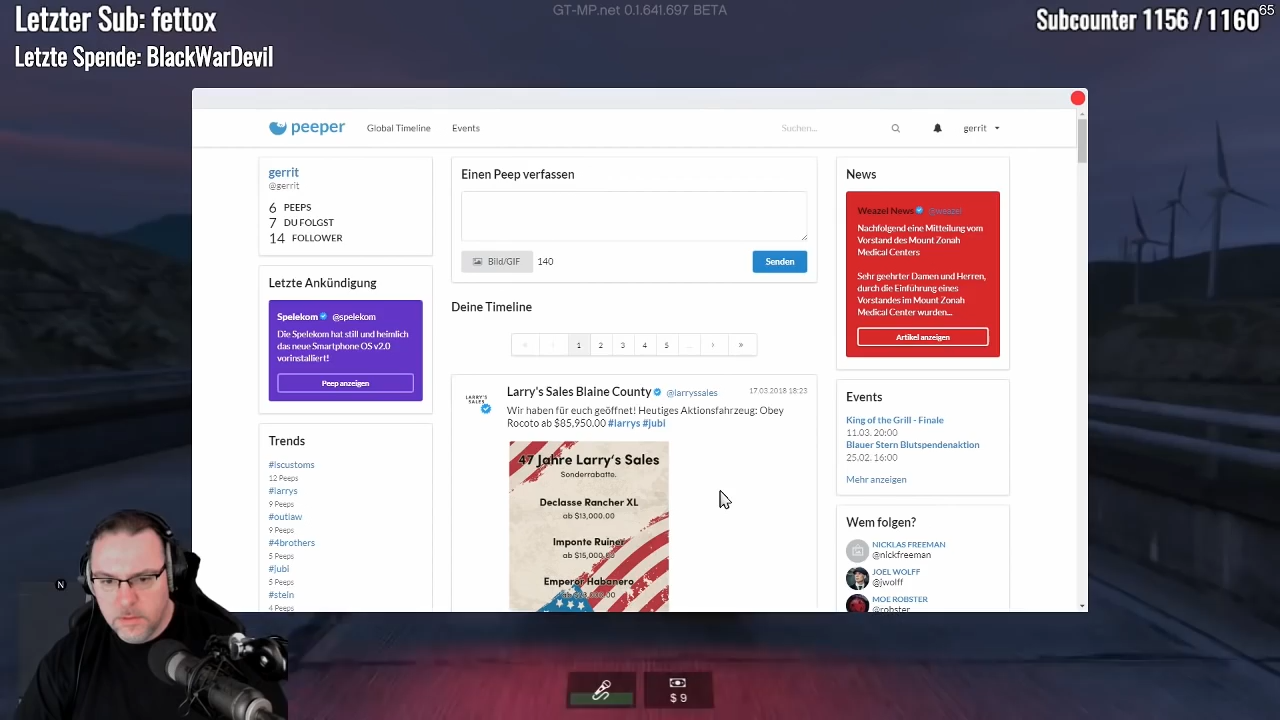 Letzter Sub: fettox
Letzte Spende: BlackWarDevil
GT-MP.net 0.1.641.697 BETA
Subcounter 1156 / 1160
65
peeper
Global Timeline
Events
Suchen...
gerrit
gerrit
@gerrit
6 PEEPS
7 DU FOLGST
14 FOLLOWER
Letzte Ankündigung
Spelekom @spelekom
Die Spelekom hat still und heimlich
das neue Smartphone OS v2.0
vorinstalliert!
Peep anzeigen
Trends
#lscustoms
12 Peeps
#larrys
9 Peeps
#outlaw
9 Peeps
#4brothers
5 Peeps
#jubi
5 Peeps
#stein
4 Peeps
Einen Peep verfassen
Bild/GIF
140
Senden
Deine Timeline
« ‹ 1 2 3 4 5 ... › »
Larry's Sales Blaine County @larryssales 17.03.2018 18:23
LARRY'S
SALES
Wir haben für euch geöffnet! Heutiges Aktionsfahrzeug: Obey
Rocoto ab $85,950.00 #larrys #jubi
47 Jahre Larry's Sales
Sonderrabatte.
Declasse Rancher XL
ab $13,000.00
Imponte Ruiner
ab $15,000.00
Emperor Habanero
News
Weazel News @weazel
Nachfolgend eine Mitteilung vom
Vorstand des Mount Zonah
Medical Centers
Sehr geehrter Damen und Herren,
durch die Einführung eines
Vorstandes im Mount Zonah
Medical Center wurden...
Artikel anzeigen
Events
King of the Grill - Finale
11.03. 20:00
Blauer Stern Blutspendenaktion
25.02. 16:00
Mehr anzeigen
Wem folgen?
NICKLAS FREEMAN
@nickfreeman
JOEL WOLFF
@jwolff
MOE ROBSTER
@robster
N
$ 9